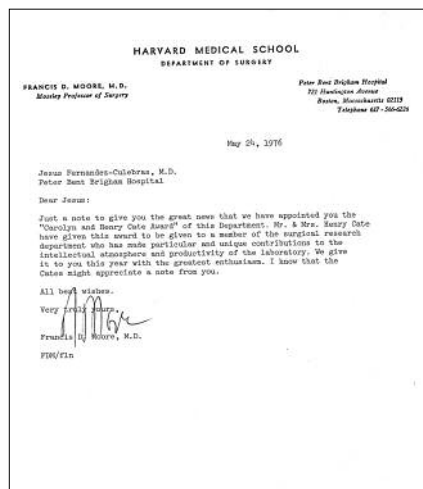 HARVARD MEDICAL SCHOOL
DEPARTMENT OF SURGERY
FRANCIS D. MOORE, M.D.
Moseley Professor of Surgery
Peter Bent Brigham Hospital
721 Huntington Avenue
Boston, Massachusetts 02115
Telephone 617-566-6226
May 24, 1976
Jesus Fernandez-Culebras, M.D.
Peter Bent Brigham Hospital
Dear Jesus:
Just a note to give you the great news that we have appointed you the
"Carolyn and Henry Cate Award" of this Department. Mr. & Mrs. Henry Cate
have given this award to be given to a member of the surgical research
department who has made particular and unique contributions to the
intellectual atmosphere and productivity of the laboratory. We give
it to you this year with the greatest enthusiasm. I know that the
Cates might appreciate a note from you.
All best wishes.
Very truly yours,
Francis D. Moore, M.D.
FDM/fln